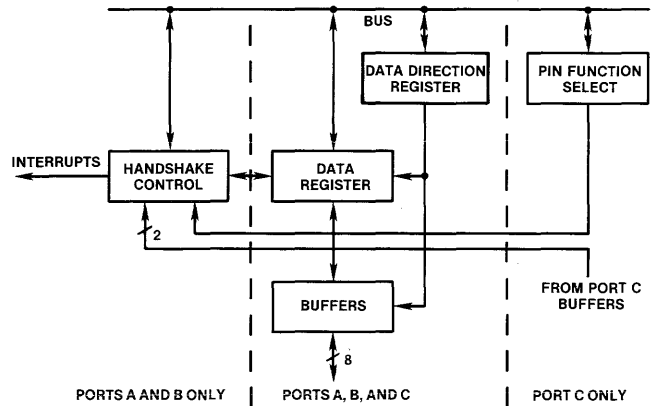 BUS
DATA DIRECTION
REGISTER
PIN FUNCTION
SELECT
INTERRUPTS
HANDSHAKE
CONTROL
DATA
REGISTER
2
FROM PORT C
BUFFERS
BUFFERS
8
PORTS A AND B ONLY
PORTS A, B, AND C
PORT C ONLY